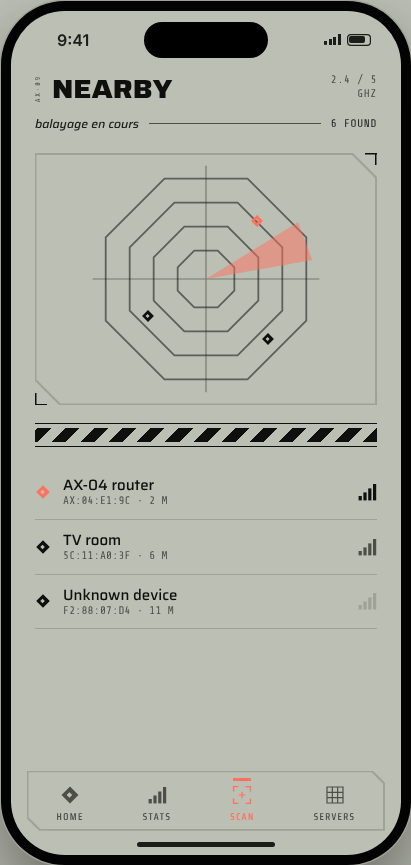 9:41
AX-09
NEARBY
2.4 / 5
GHZ
balayage en cours
6 FOUND
AX-04 router
AX:04:E1:9C · 2 M
TV room
5C:11:A0:3F · 6 M
Unknown device
F2:88:07:D4 · 11 M
HOME
STATS
SCAN
SERVERS